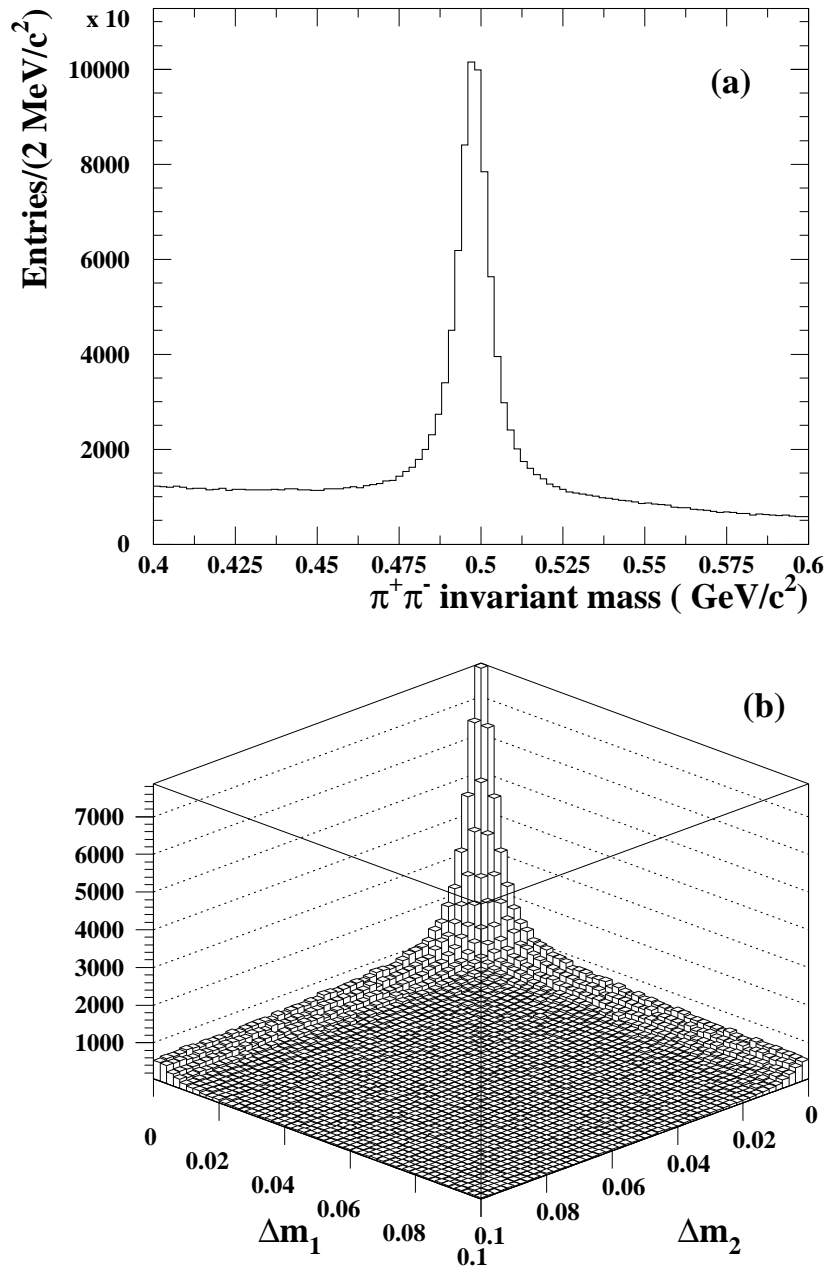 x 10
Entries/(2 MeV/c²)
(a)
10000
8000
6000
4000
2000
0
0.4 0.425 0.45 0.475 0.5 0.525 0.55 0.575 0.6
π⁺π⁻ invariant mass ( GeV/c²)
(b)
7000
6000
5000
4000
3000
2000
1000
0 0.02 0.04 0.06 0.08 0.1
Δm₁
0 0.02 0.04 0.06 0.08 0.1
Δm₂